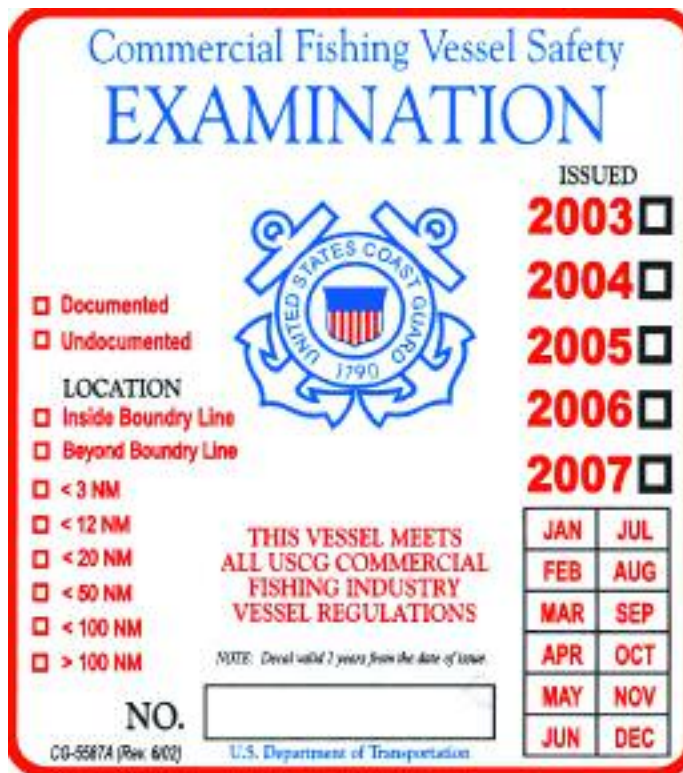 Commercial Fishing Vessel Safety
EXAMINATION
ISSUED
2003
2004
2005
2006
2007
UNITED STATES COAST GUARD
1790
Documented
Undocumented
LOCATION
Inside Boundry Line
Beyond Boundry Line
< 3 NM
< 12 NM
< 20 NM
< 50 NM
< 100 NM
> 100 NM
THIS VESSEL MEETS
ALL USCG COMMERCIAL
FISHING INDUSTRY
VESSEL REGULATIONS
NOTE: Decal valid 2 years from the date of issue
JAN JUL
FEB AUG
MAR SEP
APR OCT
MAY NOV
JUN DEC
NO.
CG-5587A (Rev. 6/02)
U.S. Department of Transportation